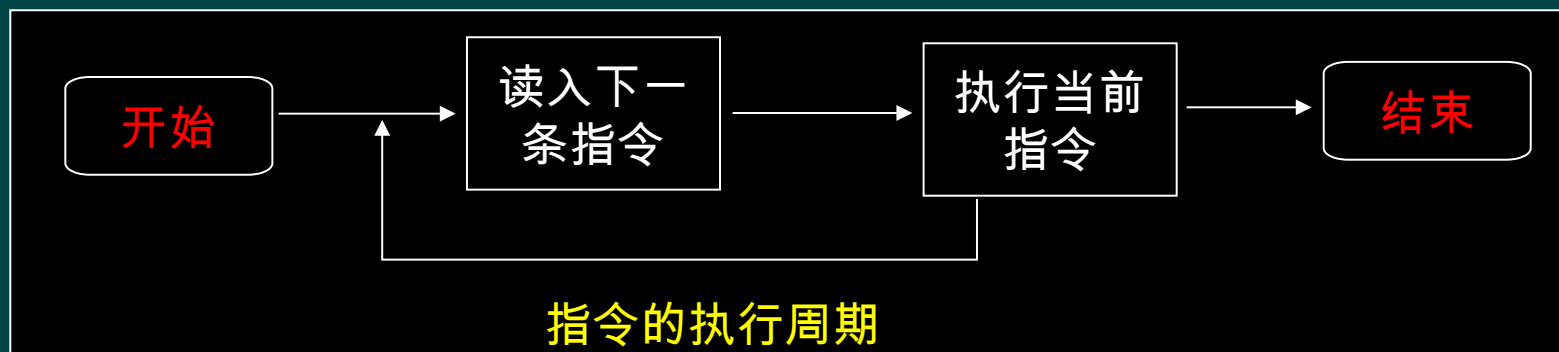 开始
读入下一
条指令
执行当前
指令
结束
指令的执行周期